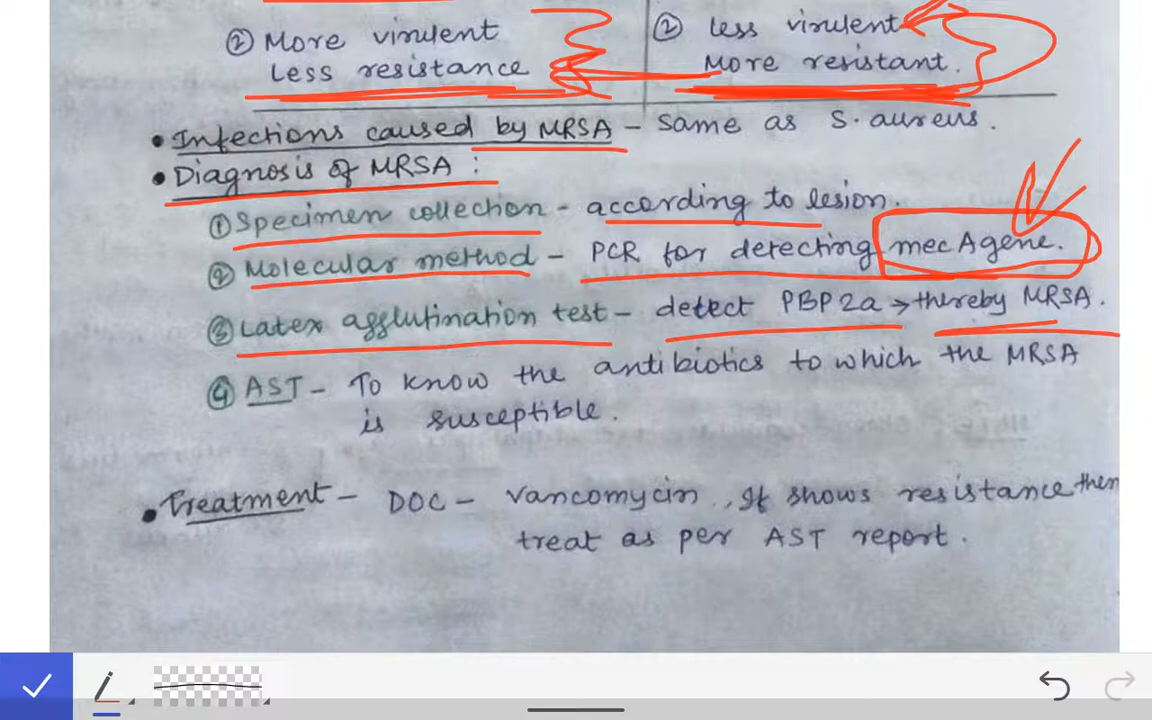 ② More virulent
Less resistance
② less virulent
More resistant.
• Infections caused by MRSA - Same as S. aureus.
• Diagnosis of MRSA :
① Specimen collection - according to lesion.
② Molecular method - PCR for detecting mecA gene.
③ Latex agglutination test - detect PBP2a → thereby MRSA.
④ AST - To know the antibiotics to which the MRSA
is susceptible.
• Treatment - DOC - Vancomycin., If shows resistance then
treat as per AST report.